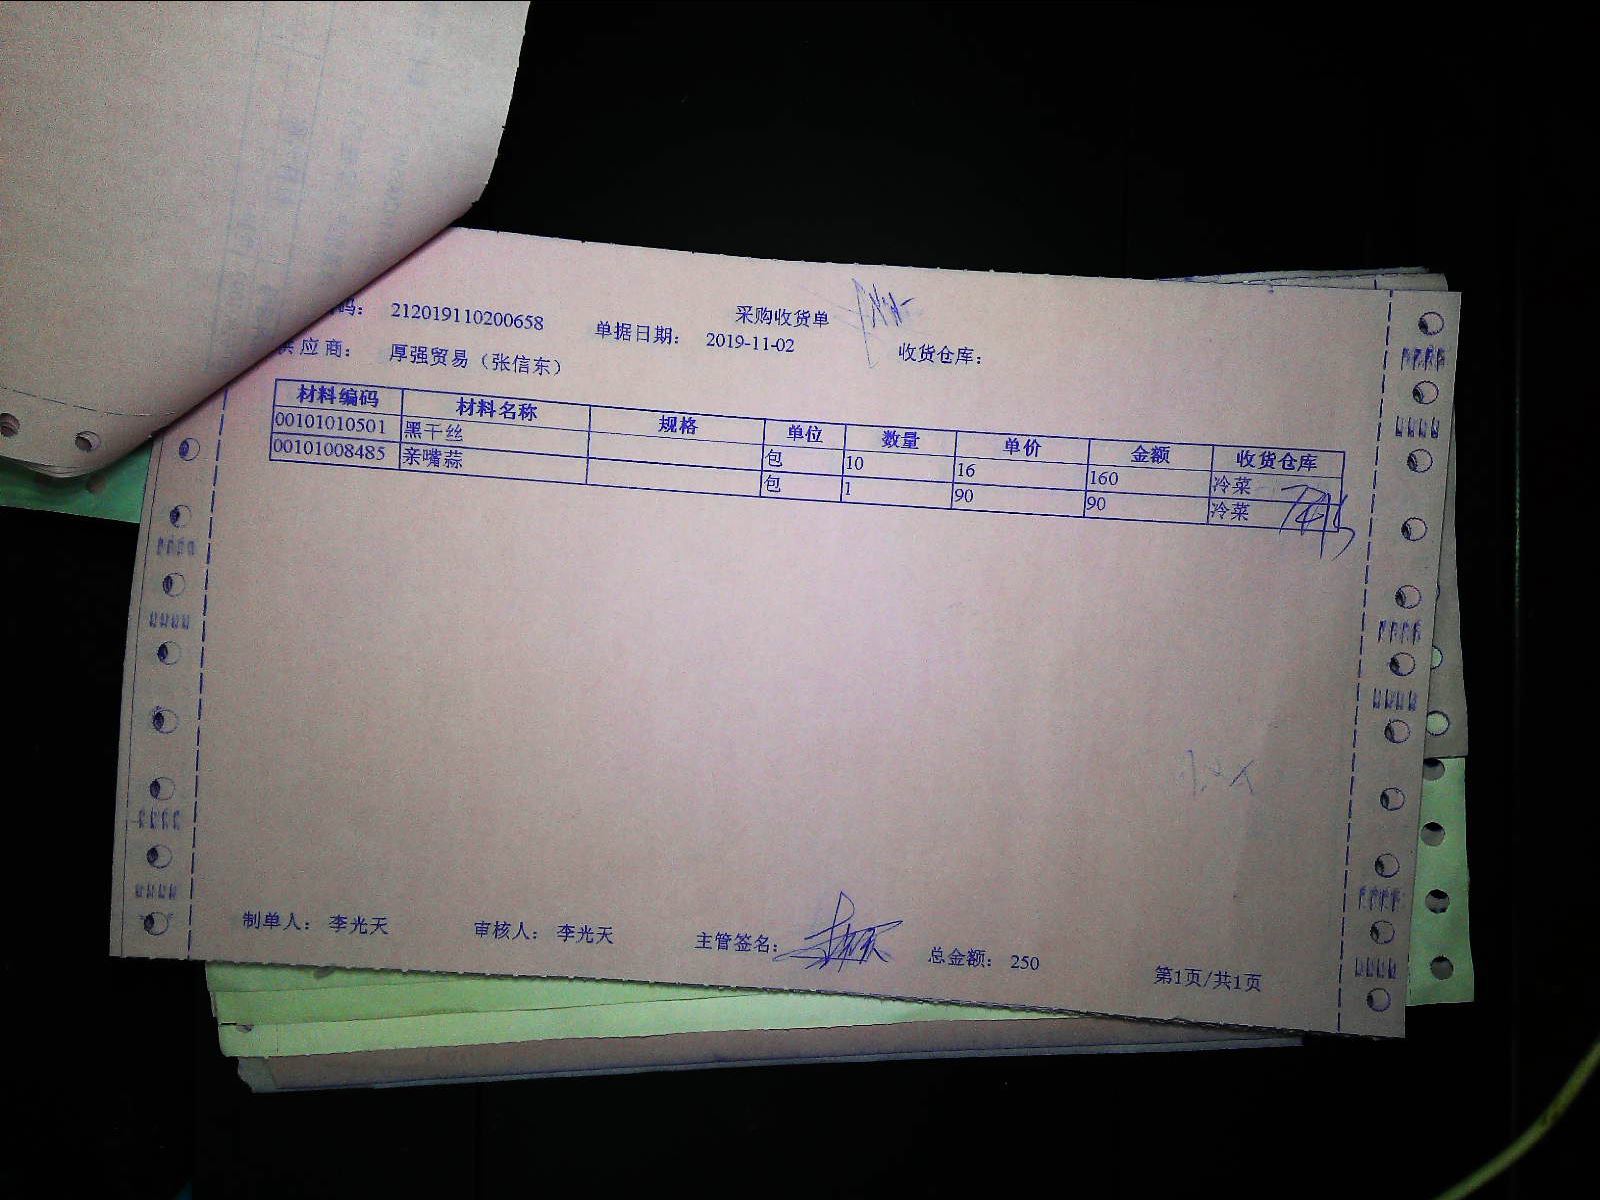 采购收货单
码： 212019110200658 单据日期： 2019-11-02 收货仓库：
供应商： 厚强贸易（张信东）
材料编码 材料名称 规格 单位 数量 单价 金额 收货仓库
00101010501 黑干丝 包 10 16 160 冷菜
00101008485 亲嘴蒜 包 1 90 90 冷菜
制单人： 李光天 审核人： 李光天 主管签名： 总金额： 250
第1页/共1页